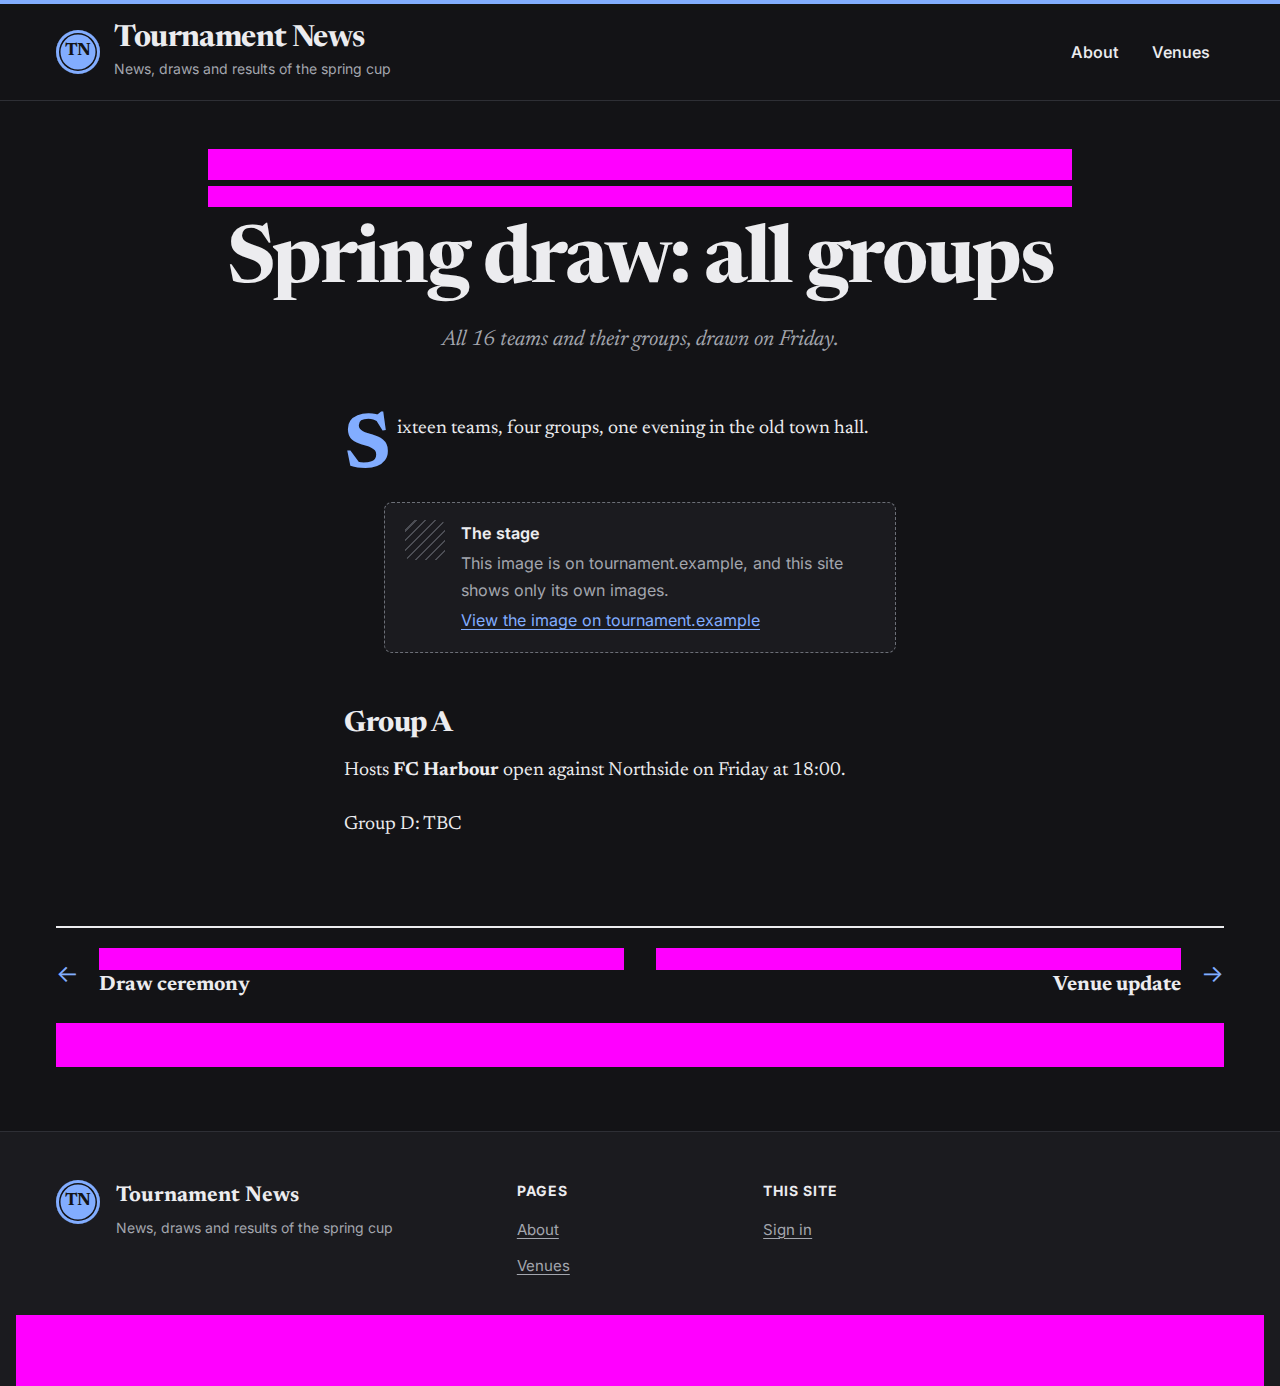 TN
Tournament News
News, draws and results of the spring cup
About
Venues
Spring draw: all groups
All 16 teams and their groups, drawn on Friday.
Sixteen teams, four groups, one evening in the old town hall.
The stage
This image is on tournament.example, and this site
shows only its own images.
View the image on tournament.example
Group A
Hosts FC Harbour open against Northside on Friday at 18:00.
Group D: TBC
← Draw ceremony
Venue update →
TN
Tournament News
News, draws and results of the spring cup
PAGES
About
Venues
THIS SITE
Sign in